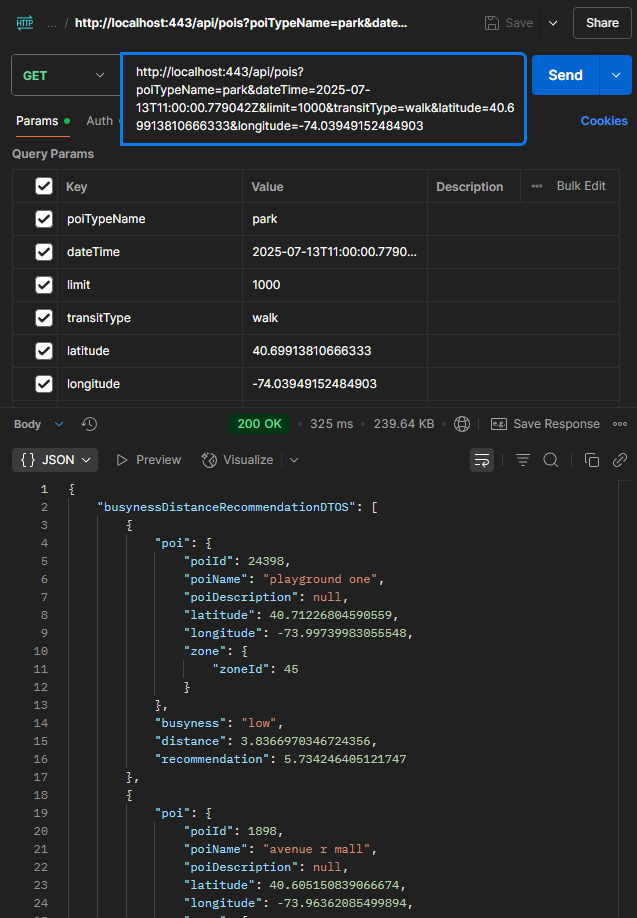 HTTP ... / http://localhost:443/api/pois?poiTypeName=park&date... Save Share
GET http://localhost:443/api/pois?
poiTypeName=park&dateTime=2025-07-
13T11:00:00.779042Z&limit=1000&transitType=walk&latitude=40.6
9913810666333&longitude=-74.03949152484903
Send
Params Auth Cookies
Query Params
Key Value Description ... Bulk Edit
poiTypeName park
dateTime 2025-07-13T11:00:00.7790...
limit 1000
transitType walk
latitude 40.69913810666333
longitude -74.03949152484903
Body 200 OK • 325 ms • 239.64 KB • e.g. Save Response ...
{} JSON Preview Visualize
1 {
2 "busynessDistanceRecommendationDTOS": [
3 {
4 "poi": {
5 "poiId": 24398,
6 "poiName": "playground one",
7 "poiDescription": null,
8 "latitude": 40.71226804590559,
9 "longitude": -73.99739983055548,
10 "zone": {
11 "zoneId": 45
12 }
13 },
14 "busyness": "low",
15 "distance": 3.8366970346724356,
16 "recommendation": 5.734246405121747
17 },
18 {
19 "poi": {
20 "poiId": 1898,
21 "poiName": "avenue r mall",
22 "poiDescription": null,
23 "latitude": 40.605150839066674,
24 "longitude": -73.96362085499894,